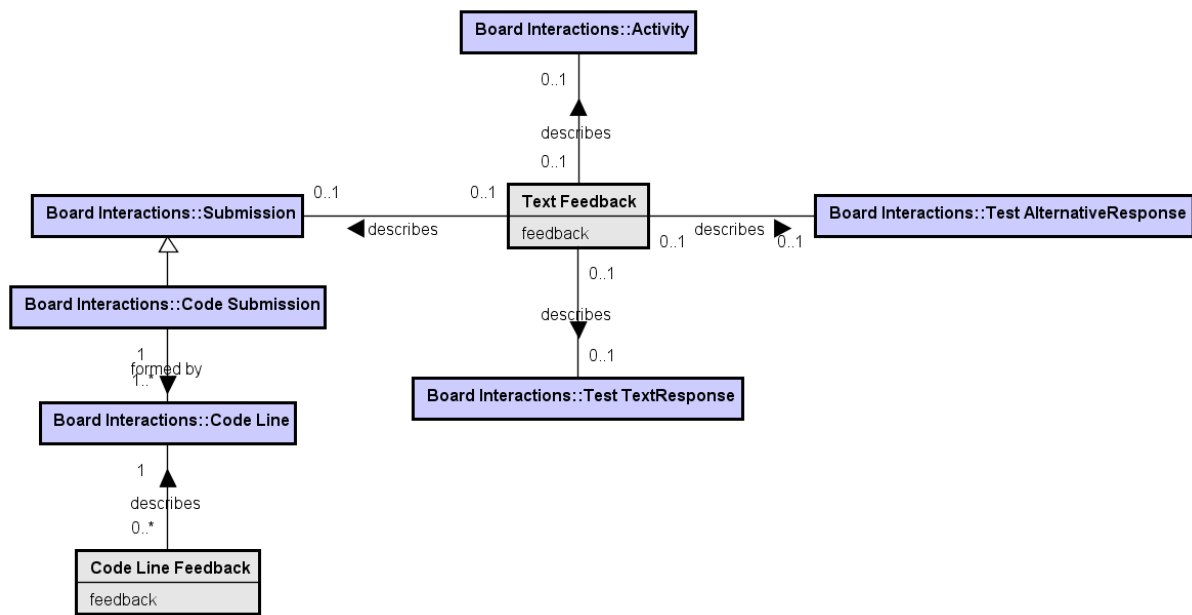 Board Interactions::Activity
0..1
describes
0..1
0..1
0..1
Text Feedback
Board Interactions::Submission
Board Interactions::Test AlternativeResponse
describes
feedback
describes
0..1
0..1
0..1
Board Interactions::Code Submission
describes
1
0..1
formed by
1..*
Board Interactions::Test TextResponse
Board Interactions::Code Line
1
describes
0..*
Code Line Feedback
feedback